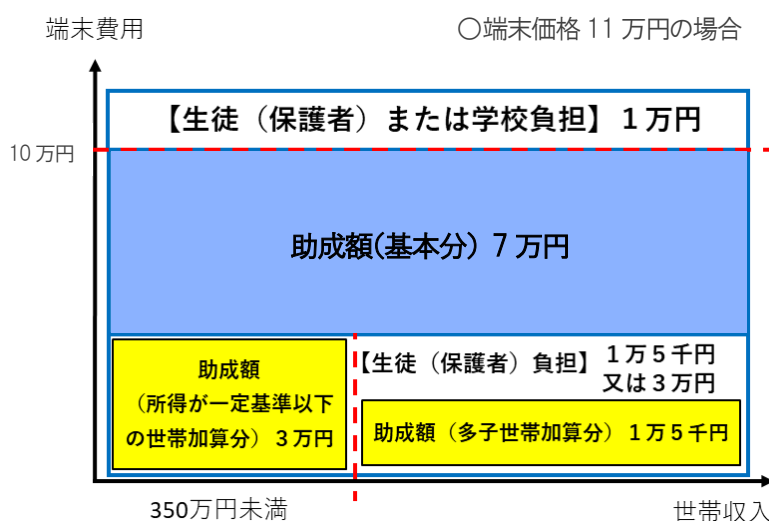 端末費用
○端末価格 11 万円の場合
【生徒（保護者）または学校負担】１万円
10 万円
助成額(基本分) 7 万円
助成額
（所得が一定基準以下
の世帯加算分）３万円
【生徒（保護者）負担】 １万５千円
又は３万円
助成額（多子世帯加算分）１万５千円
350万円未満
世帯収入